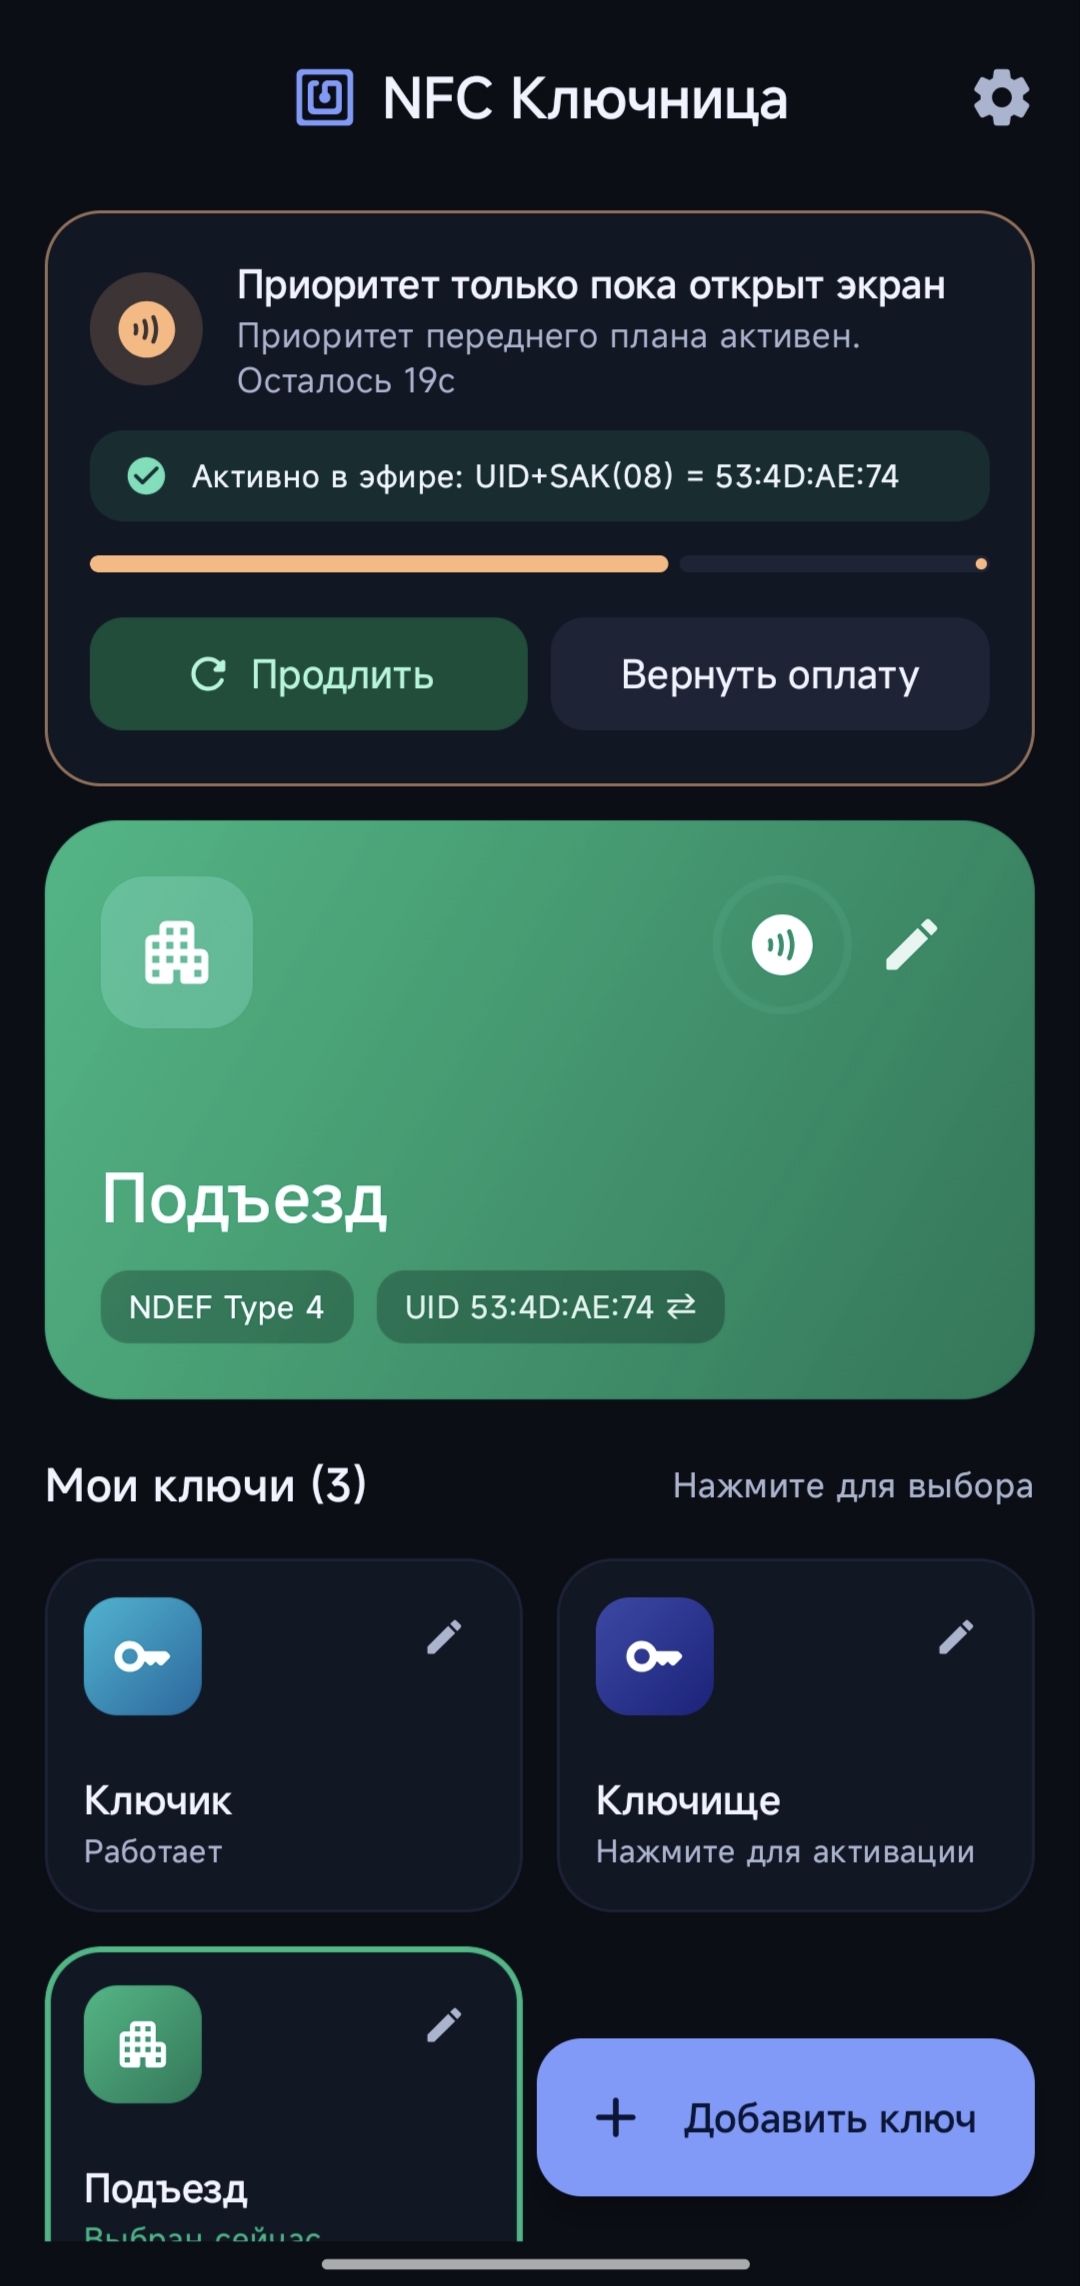 NFC Ключница
Приоритет только пока открыт экран
Приоритет переднего плана активен.
Осталось 19с
Активно в эфире: UID+SAK(08) = 53:4D:AE:74
Продлить
Вернуть оплату
Подъезд
NDEF Type 4
UID 53:4D:AE:74 ⇄
Мои ключи (3)
Нажмите для выбора
Ключик
Работает
Ключище
Нажмите для активации
Подъезд
Выбран сейчас
Добавить ключ